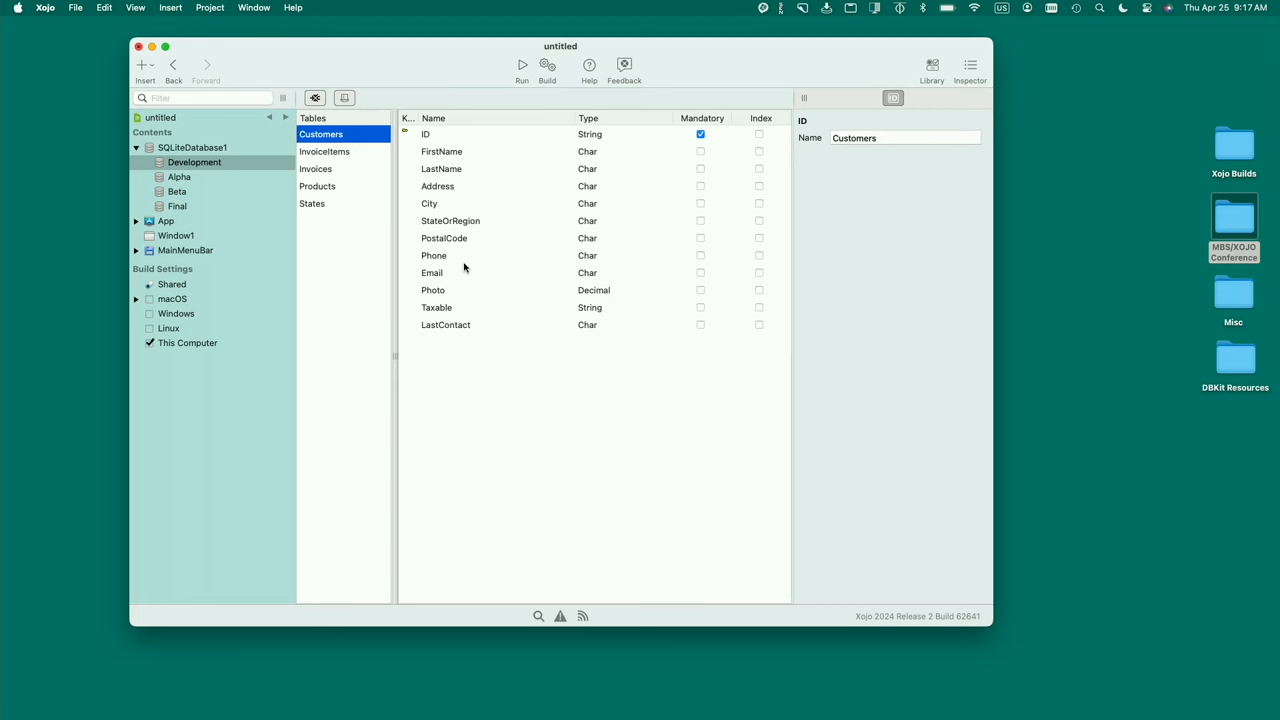 Xojo File Edit View Insert Project Window Help
US Thu Apr 25 9:17 AM
untitled
Insert Back Forward Run Build Help Feedback Library Inspector
Filter
ID
untitled
Contents
SQLiteDatabase1
Development
Alpha
Beta
Final
App
Window1
MainMenuBar
Build Settings
Shared
macOS
Windows
Linux
This Computer
Tables
Customers
InvoiceItems
Invoices
Products
States
K... Name Type Mandatory Index
ID String
FirstName Char
LastName Char
Address Char
City Char
StateOrRegion Char
PostalCode Char
Phone Char
Email Char
Photo Decimal
Taxable String
LastContact Char
ID
Name Customers
Xojo 2024 Release 2 Build 62641
Xojo Builds
MBS/XOJO
Conference
Misc
DBKit Resources